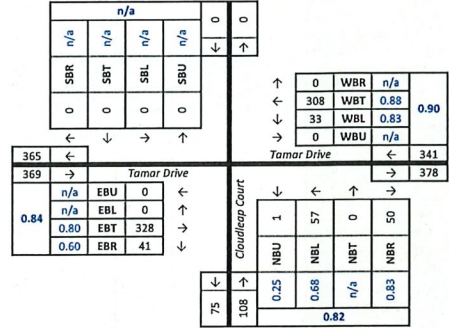 n/a
0 0
n/a n/a n/a n/a
↓ ↑
SBR SBT SBL SBU
0 0 0 0
← ↓ → ↑
↑ 0 WBR n/a
← 308 WBT 0.88
↓ 33 WBL 0.83
→ 0 WBU n/a
0.90
365 ←
Tamar Drive
← 341
369 →
Tamar Drive
→ 378
0.84
n/a EBU 0 ←
n/a EBL 0 ↑
0.80 EBT 328 →
0.60 EBR 41 ↓
Cloudleap Court
↓ ← ↑ →
1 57 0 50
NBU NBL NBT NBR
0.25 0.68 n/a 0.83
↓ ↑
75 108
0.82